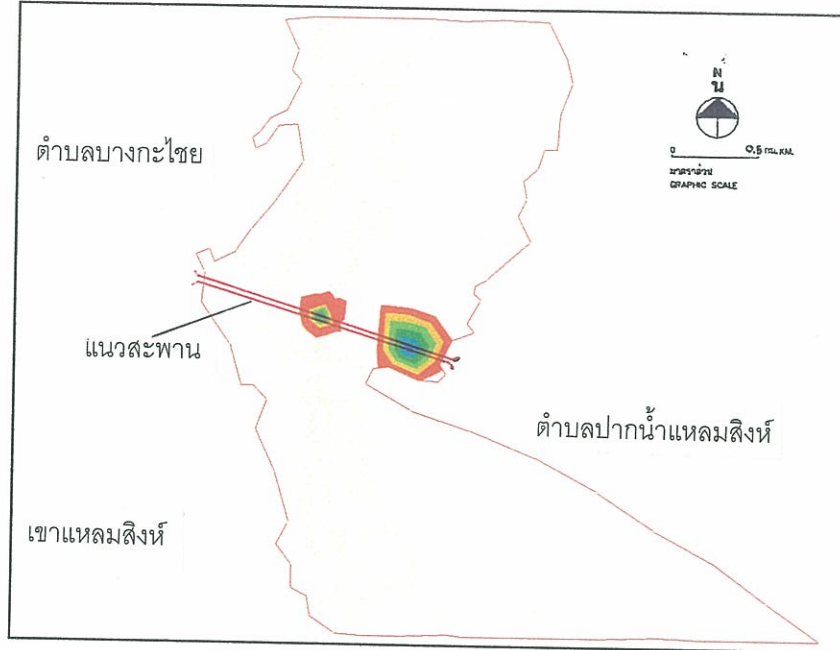 N
น
0 0.5 กม. KM.
มาตราส่วน
GRAPHIC SCALE
ตำบลบางกะไชย
แนวสะพาน
ตำบลปากน้ำแหลมสิงห์
เขาแหลมสิงห์